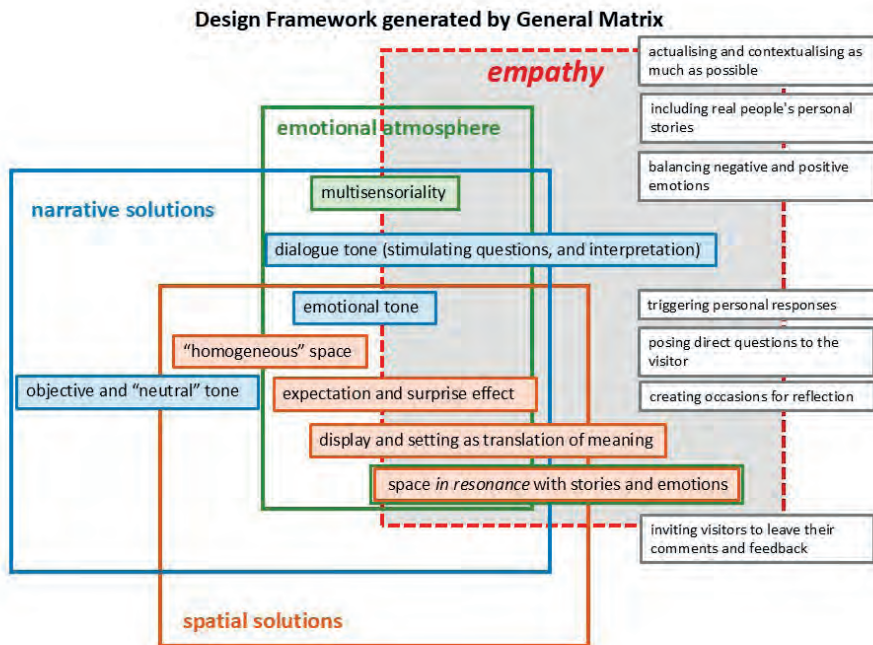 Design Framework generated by General Matrix
empathy
actualising and contextualising as
much as possible
including real people's personal
stories
emotional atmosphere
balancing negative and positive
emotions
multisensoriality
narrative solutions
dialogue tone (stimulating questions, and interpretation)
emotional tone
triggering personal responses
“homogeneous” space
posing direct questions to the
visitor
objective and “neutral” tone
expectation and surprise effect
creating occasions for reflection
display and setting as translation of meaning
space in resonance with stories and emotions
inviting visitors to leave their
comments and feedback
spatial solutions